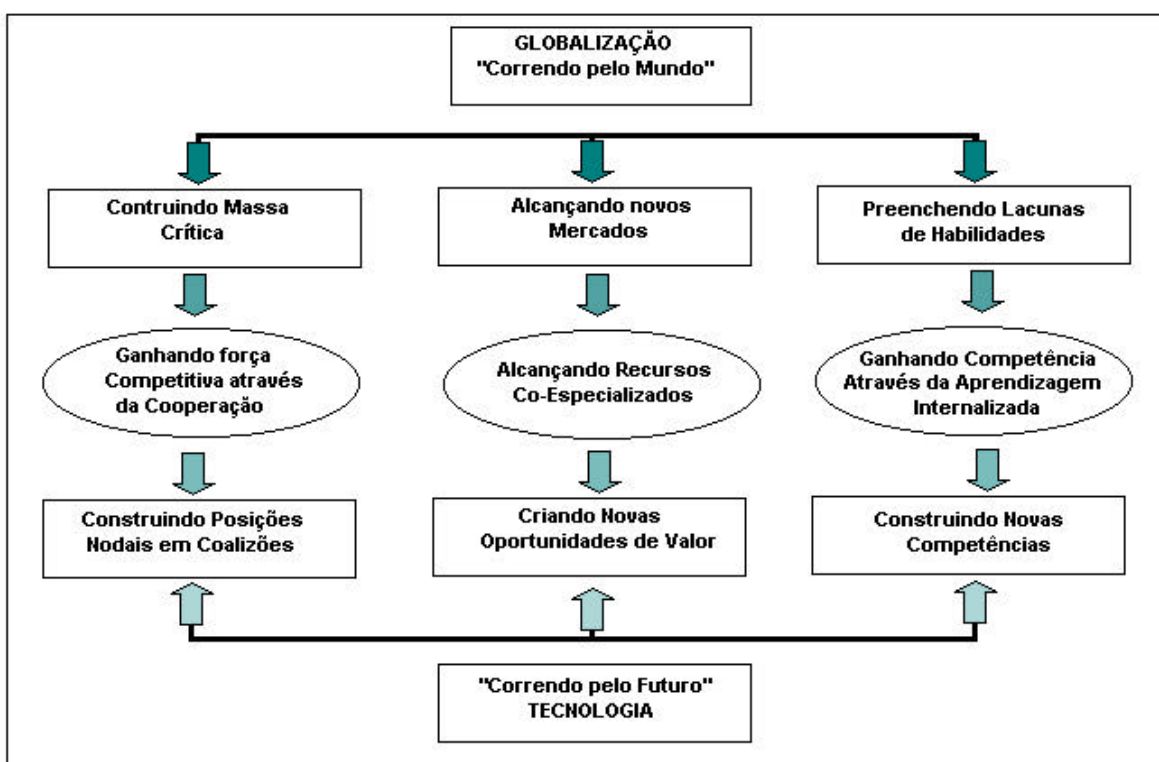 GLOBALIZAÇÃO
"Correndo pelo Mundo"
Contruindo Massa
Crítica
Alcançando novos
Mercados
Preenchendo Lacunas
de Habilidades
Ganhando força
Competitiva através
da Cooperação
Alcançando Recursos
Co-Especializados
Ganhando Competência
Através da Aprendizagem
Internalizada
Construindo Posições
Nodais em Coalizões
Criando Novas
Oportunidades de Valor
Construindo Novas
Competências
"Correndo pelo Futuro"
TECNOLOGIA